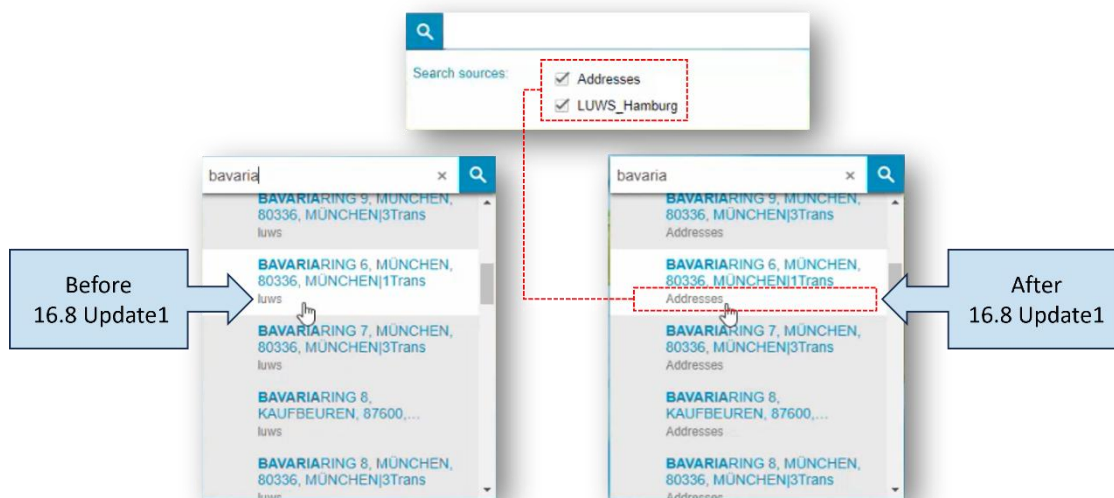 Search sources:
Addresses
LUWS_Hamburg
bavaria
BAVARIARING 9, MÜNCHEN,
80336, MÜNCHEN|3Trans
luws
BAVARIARING 6, MÜNCHEN,
80336, MÜNCHEN|1Trans
luws
BAVARIARING 7, MÜNCHEN,
80336, MÜNCHEN|3Trans
luws
BAVARIARING 8,
KAUFBEUREN, 87600,...
luws
BAVARIARING 8, MÜNCHEN,
80336, MÜNCHEN|3Trans
luws
Before
16.8 Update1
bavaria
BAVARIARING 9, MÜNCHEN,
80336, MÜNCHEN|3Trans
Addresses
BAVARIARING 6, MÜNCHEN,
80336, MÜNCHEN|1Trans
Addresses
BAVARIARING 7, MÜNCHEN,
80336, MÜNCHEN|3Trans
Addresses
BAVARIARING 8,
KAUFBEUREN, 87600,...
Addresses
BAVARIARING 8, MÜNCHEN,
80336, MÜNCHEN|3Trans
Addresses
After
16.8 Update1